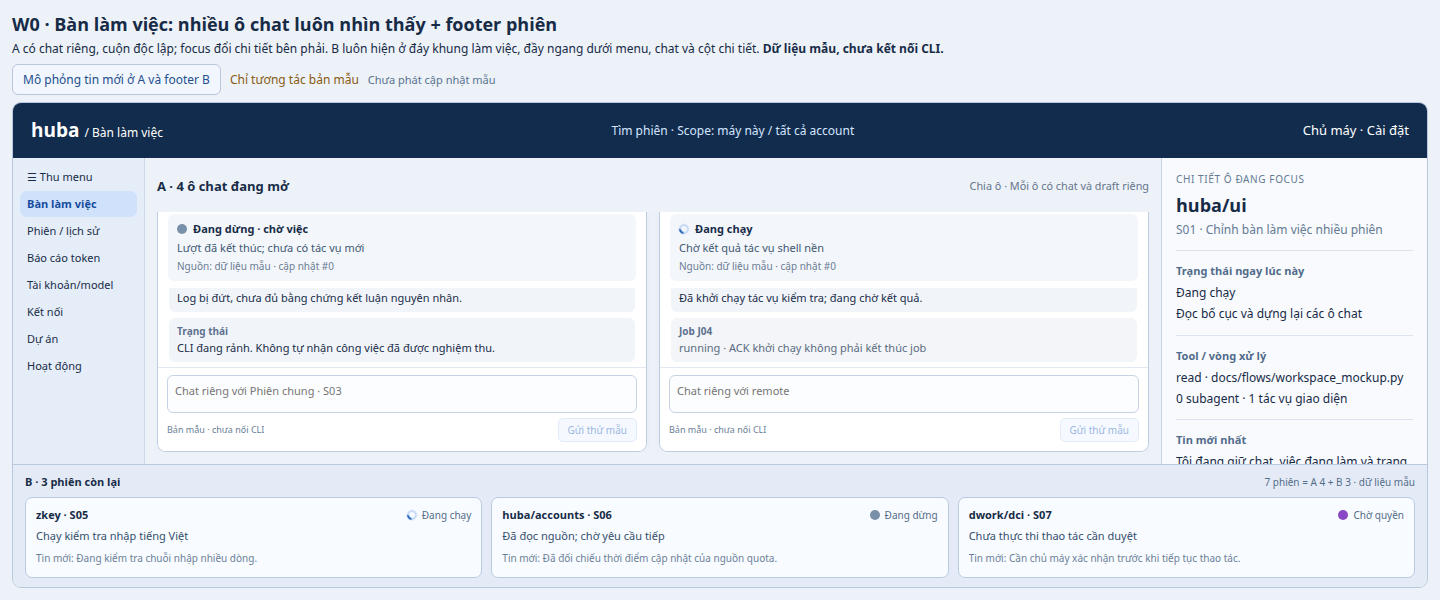 W0 · Bàn làm việc: nhiều ô chat luôn nhìn thấy + footer phiên
A có chat riêng, cuộn độc lập; focus đổi chi tiết bên phải. B luôn hiện ở đáy khung làm việc, đầy ngang dưới menu, chat và cột chi tiết. Dữ liệu mẫu, chưa kết nối CLI.
Mô phỏng tin mới ở A và footer B
Chỉ tương tác bản mẫu
Chưa phát cập nhật mẫu
huba / Bàn làm việc
Tìm phiên · Scope: máy này / tất cả account
Chủ máy · Cài đặt
☰ Thu menu
Bàn làm việc
Phiên / lịch sử
Báo cáo token
Tài khoản/model
Kết nối
Dự án
Hoạt động
A · 4 ô chat đang mở
Chia ô · Mỗi ô có chat và draft riêng
Đang dừng · chờ việc
Lượt đã kết thúc; chưa có tác vụ mới
Nguồn: dữ liệu mẫu · cập nhật #0
Log bị đứt, chưa đủ bằng chứng kết luận nguyên nhân.
Trạng thái
CLI đang rảnh. Không tự nhận công việc đã được nghiệm thu.
Chat riêng với Phiên chung · S03
Bản mẫu · chưa nối CLI
Gửi thử mẫu
Đang chạy
Chờ kết quả tác vụ shell nền
Nguồn: dữ liệu mẫu · cập nhật #0
Đã khởi chạy tác vụ kiểm tra; đang chờ kết quả.
Job J04
running · ACK khởi chạy không phải kết thúc job
Chat riêng với remote
Bản mẫu · chưa nối CLI
Gửi thử mẫu
CHI TIẾT Ô ĐANG FOCUS
huba/ui
S01 · Chỉnh bàn làm việc nhiều phiên
Trạng thái ngay lúc này
Đang chạy
Đọc bố cục và dựng lại các ô chat
Tool / vòng xử lý
read · docs/flows/workspace_mockup.py
0 subagent · 1 tác vụ giao diện
Tin mới nhất
Tôi đang giữ chat, việc đang làm và trạng
B · 3 phiên còn lại
7 phiên = A 4 + B 3 · dữ liệu mẫu
zkey · S05
Đang chạy
Chạy kiểm tra nhập tiếng Việt
Tin mới: Đang kiểm tra chuỗi nhập nhiều dòng.
huba/accounts · S06
Đang dừng
Đã đọc nguồn; chờ yêu cầu tiếp
Tin mới: Đã đối chiếu thời điểm cập nhật của nguồn quota.
dwork/dci · S07
Chờ quyền
Chưa thực thi thao tác cần duyệt
Tin mới: Cần chủ máy xác nhận trước khi tiếp tục thao tác.